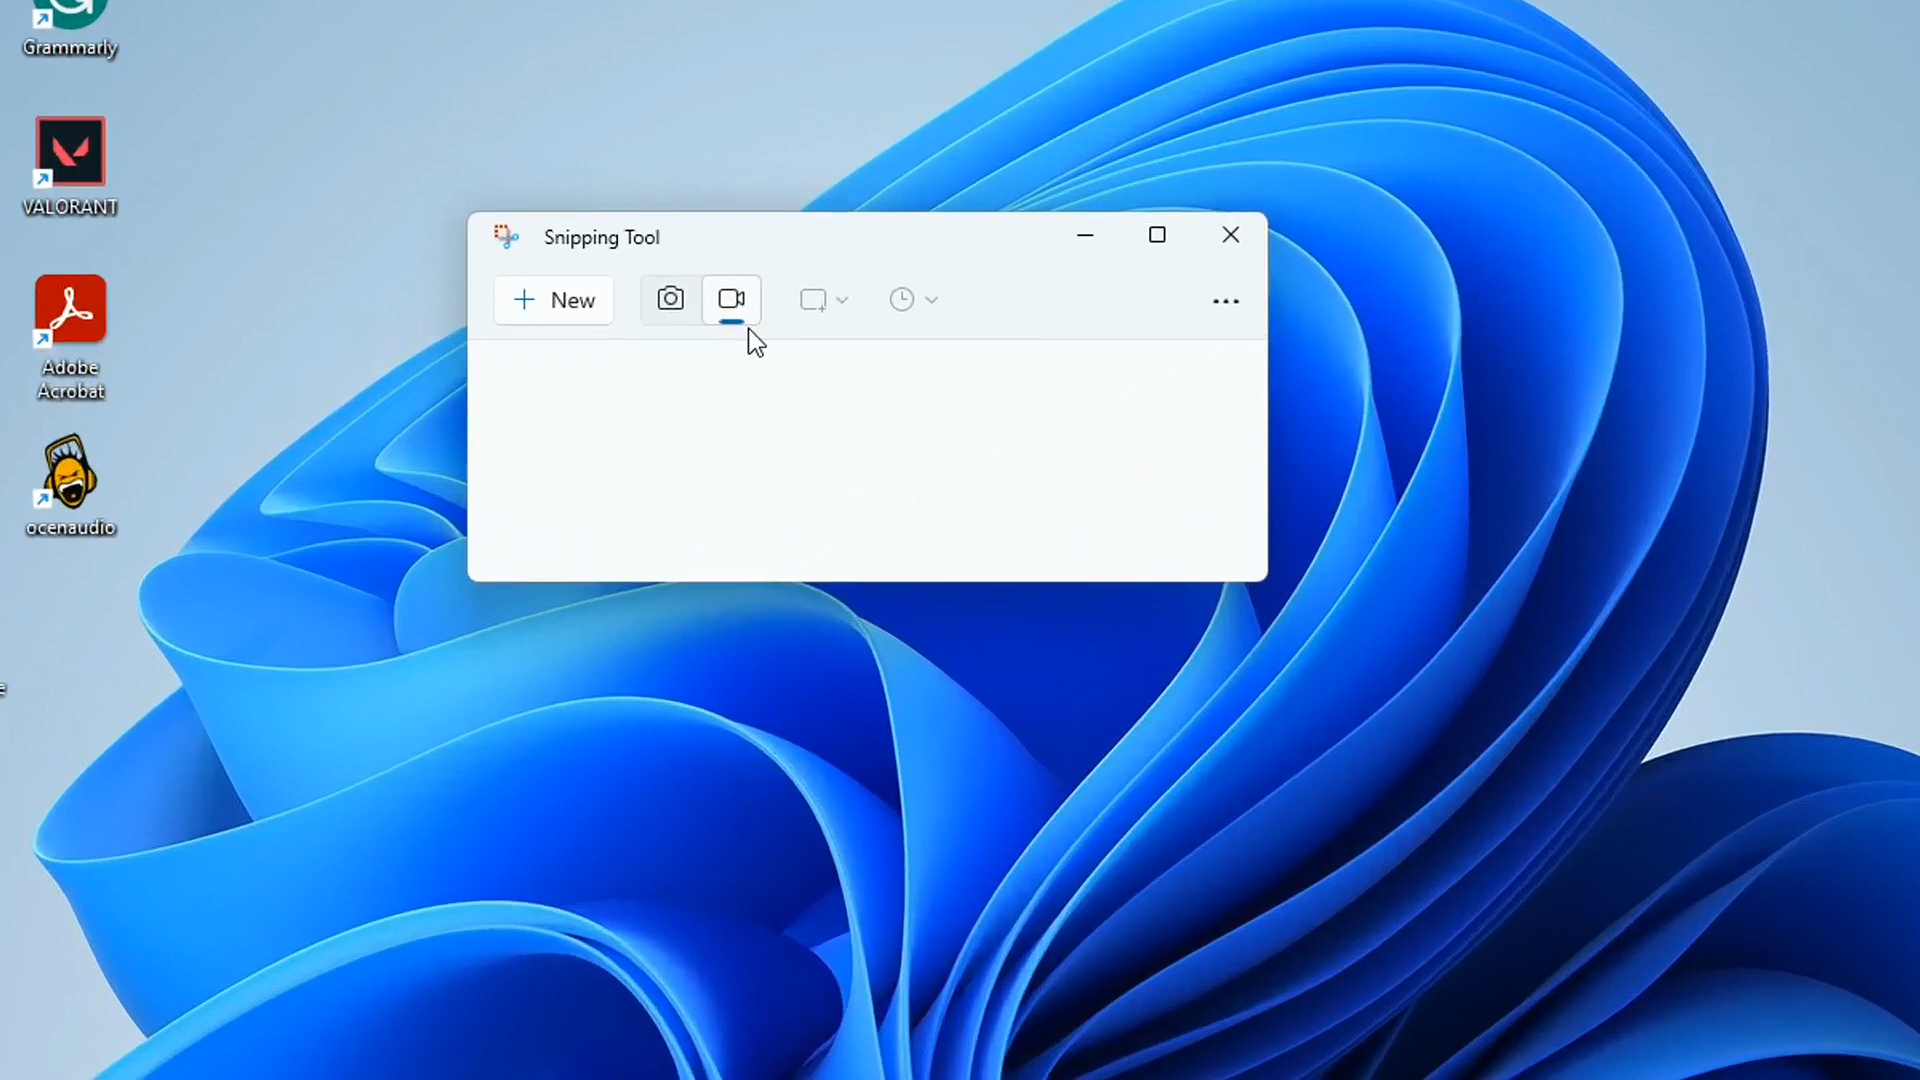 Grammarly
VALORANT
Adobe
Acrobat
ocenaudio
Snipping Tool
New